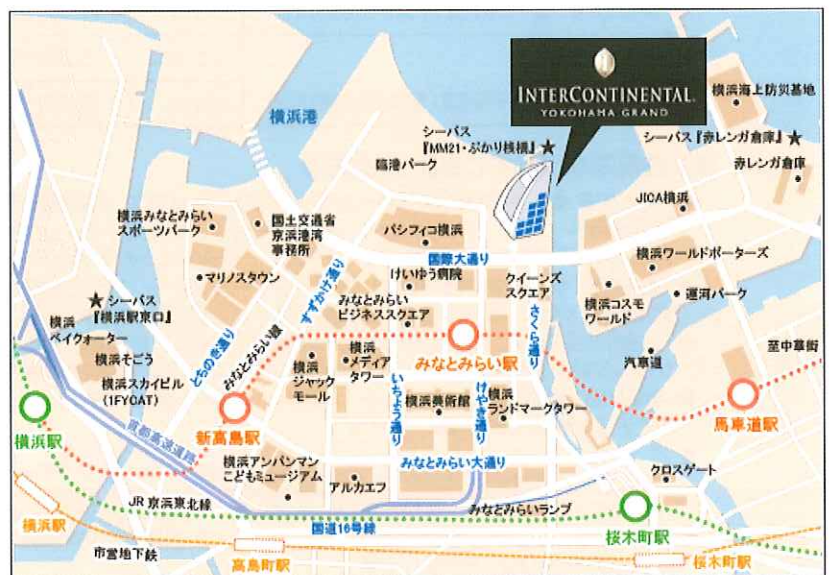 INTERCONTINENTAL
YOKOHAMA GRAND
横浜港
シーバス
『MM21・ぷかり桟橋』
臨港パーク
横浜海上防災基地
シーバス『赤レンガ倉庫』
赤レンガ倉庫
JICA横浜
横浜みなとみらい
スポーツパーク
国土交通省
京浜港湾
事務所
パシフィコ横浜
国際大通り
横浜ワールドポーターズ
マリノスタウン
すずかけ通り
けいゆう病院
クイーンズ
スクエア
横浜コスモ
ワールド
運河パーク
シーバス
『横浜駅東口』
とちのき通り
みなとみらい線
みなとみらい
ビジネススクエア
さくら通り
横浜
ベイクォーター
横浜そごう
横浜スカイビル
(1FYCAT)
横浜
ジャック
モール
横浜
メディア
タワー
みなとみらい駅
汽車道
至中華街
いちょう通り
けやき通り
横浜美術館
横浜
ランドマークタワー
横浜駅
首都高速道路
新高島駅
馬車道駅
みなとみらい大通り
横浜アンパンマン
こどもミュージアム
アルカエフ
クロスゲート
JR 京浜東北線
みなとみらいランプ
横浜駅
国道16号線
桜木町駅
市営地下鉄
高島町駅
桜木町駅